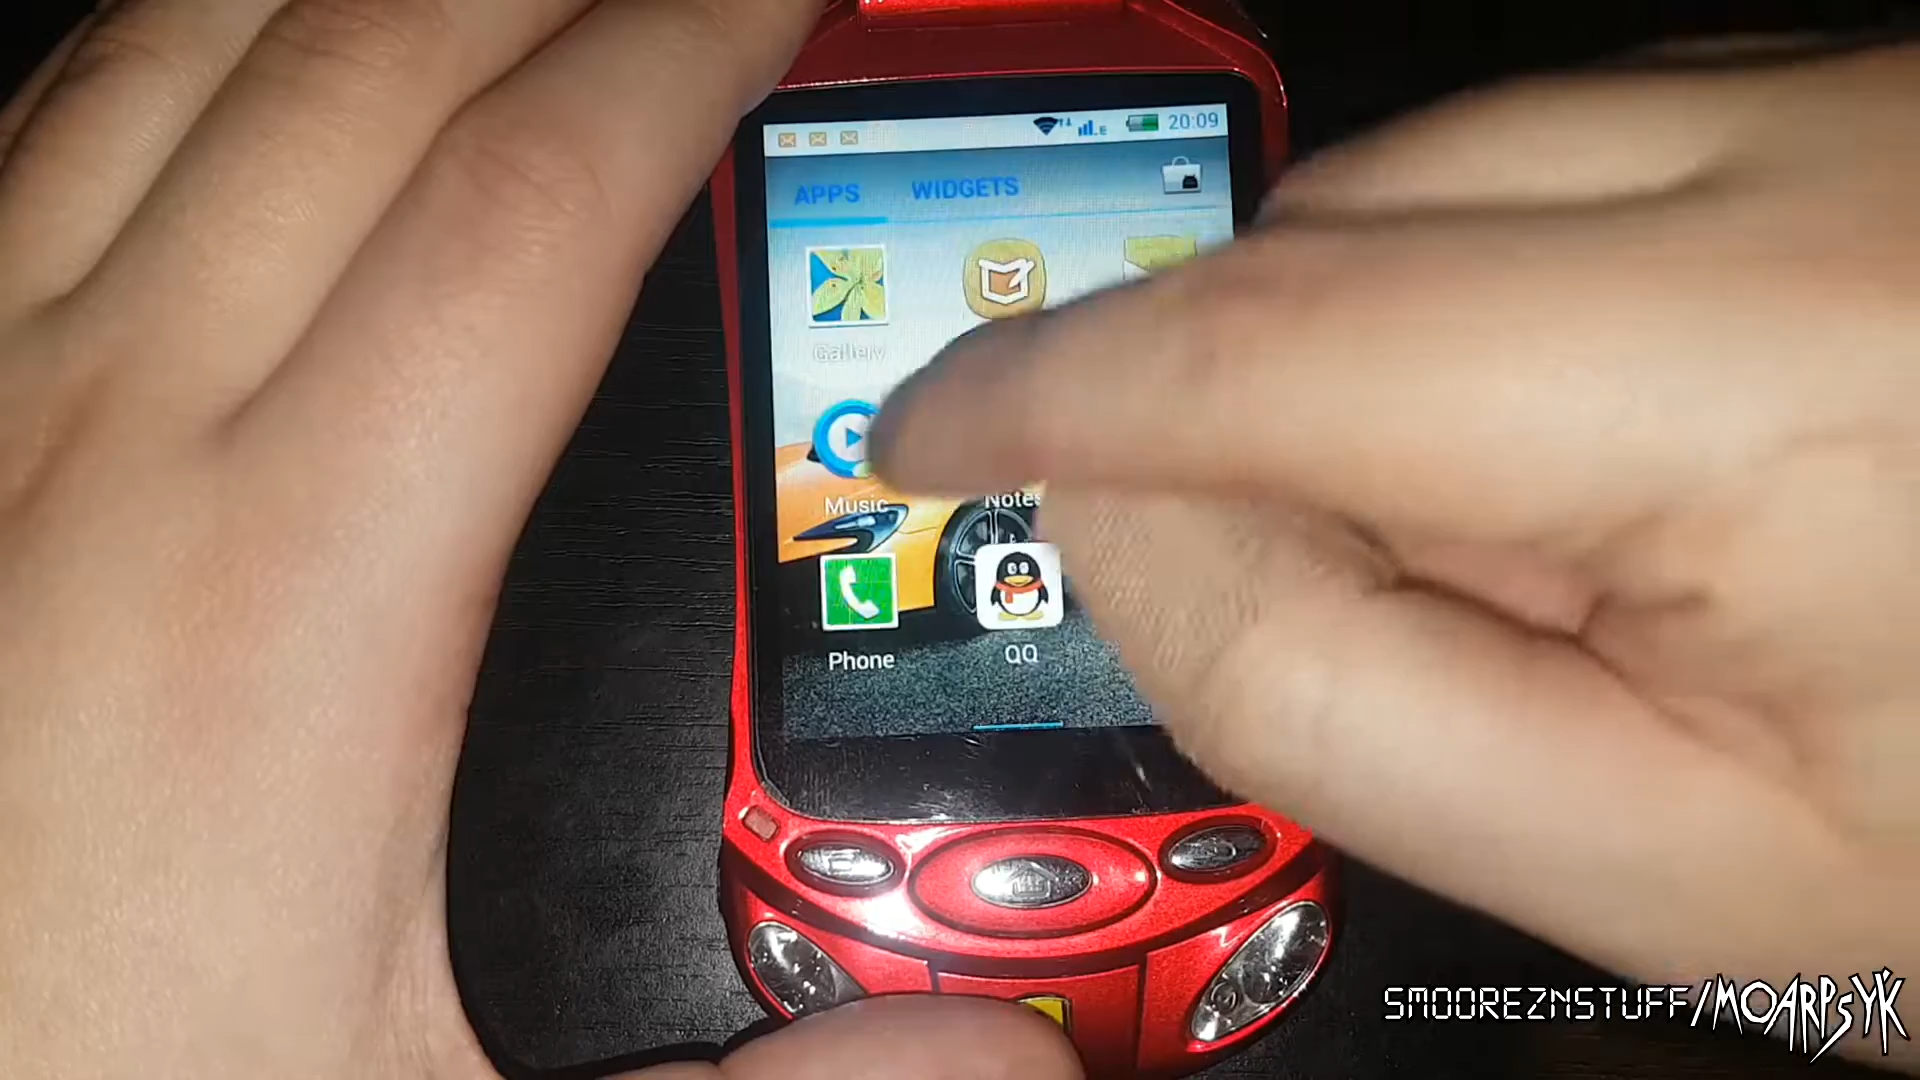 E 20:09
APPS WIDGETS
Gallery
Music Notes
Phone QQ
SMOOREZNSTUFF/MOARPSYK